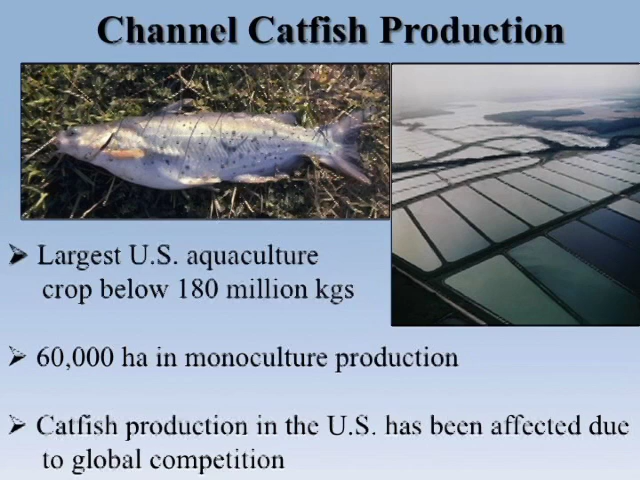 Channel Catfish Production
Largest U.S. aquaculture
crop below 180 million kgs
60,000 ha in monoculture production
Catfish production in the U.S. has been affected due
to global competition